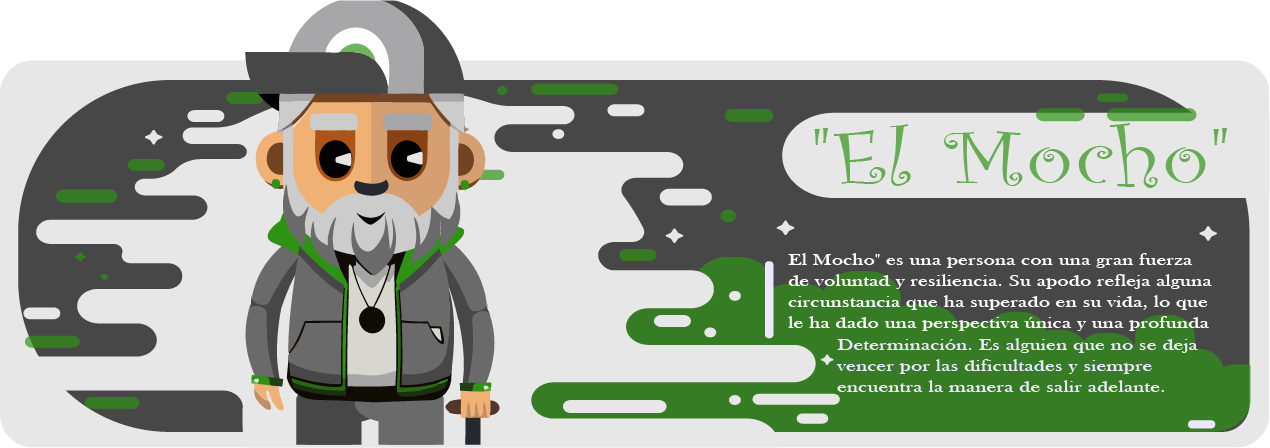 "El Mocho"
El Mocho" es una persona con una gran fuerza
de voluntad y resiliencia. Su apodo refleja alguna
circunstancia que ha superado en su vida, lo que
le ha dado una perspectiva única y una profunda
Determinación. Es alguien que no se deja
vencer por las dificultades y siempre
encuentra la manera de salir adelante.